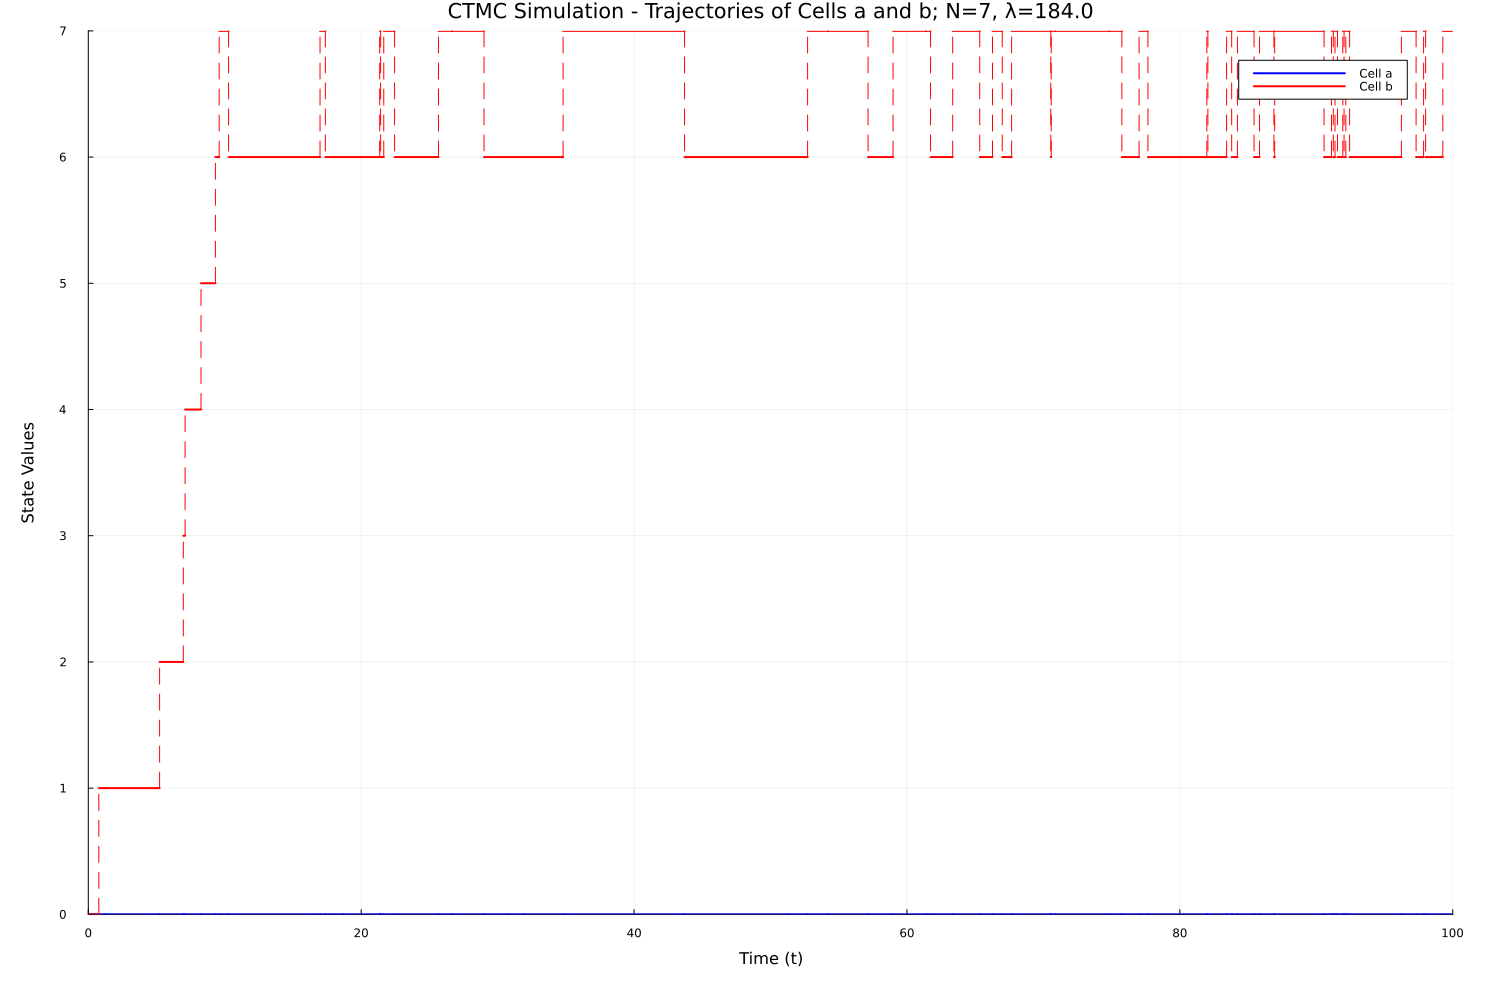 CTMC Simulation - Trajectories of Cells a and b; N=7, λ=184.0
7
Cell a
Cell b
6
5
4
State Values
3
2
1
0
0 20 40 60 80 100
Time (t)